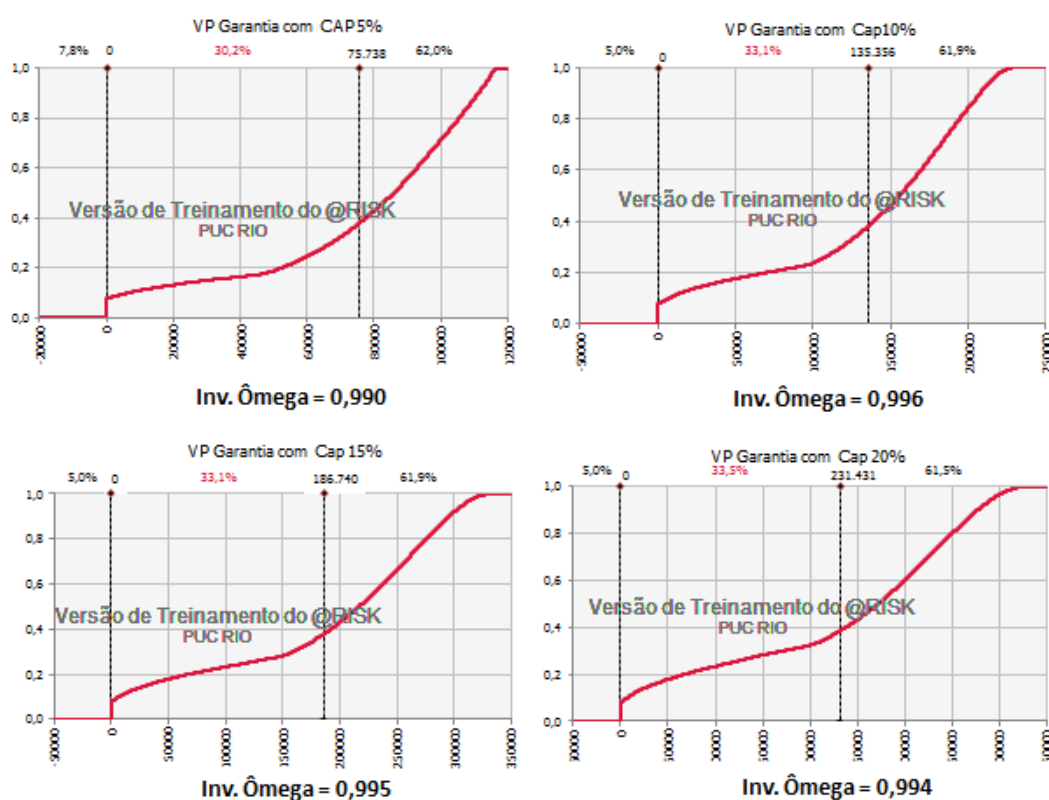 VP Garantia com CAP 5%
7,8% 0 30,2% 75.738 62,0%
1,0
0,8
0,6
0,4
0,2
0,0
Versão de Treinamento do @RISK
PUC RIO
-20000
0
20000
40000
60000
80000
100000
120000
Inv. Ômega = 0,990
VP Garantia com Cap10%
5,0% 0 33,1% 135.356 61,9%
1,0
0,8
0,6
0,4
0,2
0,0
Versão de Treinamento do @RISK
PUC RIO
-50000
0
50000
100000
150000
200000
250000
Inv. Ômega = 0,996
VP Garantia com Cap 15%
5,0% 0 33,1% 186.740 61,9%
1,0
0,8
0,6
0,4
0,2
0,0
Versão de Treinamento do @RISK
PUC RIO
-50000
0
50000
100000
150000
200000
250000
300000
350000
Inv. Ômega = 0,995
VP Garantia com Cap 20%
5,0% 0 33,5% 231.431 61,5%
1,0
0,8
0,6
0,4
0,2
0,0
Versão de Treinamento do @RISK
PUC RIO
0
Inv. Ômega = 0,994